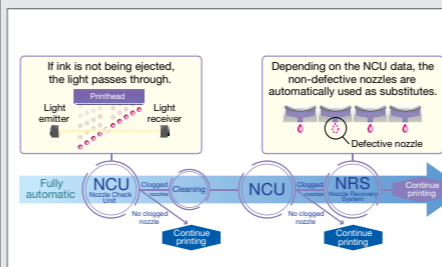 If ink is not being ejected,
the light passes through.
Printhead
Light
emitter
Light
receiver
Depending on the NCU data, the
non-defective nozzles are
automatically used as substitutes.
Defective nozzle
Fully
automatic
NCU
Nozzle Check
Unit
Clogged
nozzles
Cleaning
No clogged
nozzle
Continue
printing
NCU
Clogged
nozzles
NRS
Nozzle Recovery
System
No clogged
nozzle
Continue
printing
Continue
printing